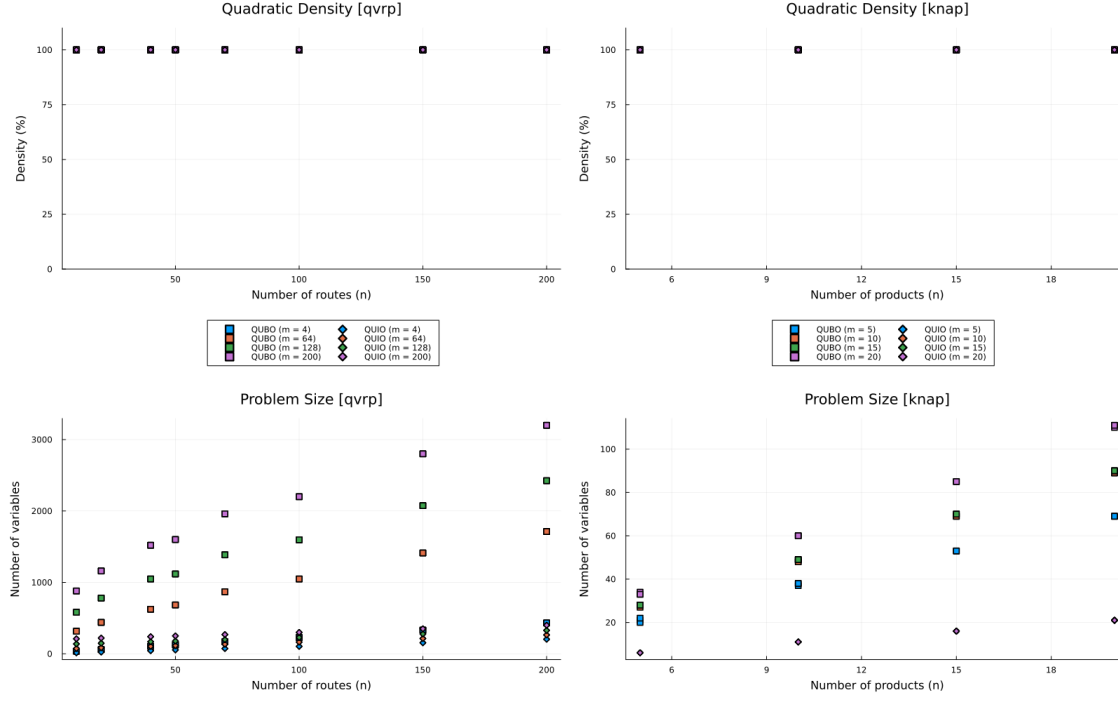 Quadratic Density [qvrp]
Density (%)
100
75
50
25
0
50
100
150
200
Number of routes (n)
QUBO (m = 4)
QUIO (m = 4)
QUBO (m = 64)
QUIO (m = 64)
QUBO (m = 128)
QUIO (m = 128)
QUBO (m = 200)
QUIO (m = 200)
Quadratic Density [knap]
Density (%)
100
75
50
25
0
6
9
12
15
18
Number of products (n)
QUBO (m = 5)
QUIO (m = 5)
QUBO (m = 10)
QUIO (m = 10)
QUBO (m = 15)
QUIO (m = 15)
QUBO (m = 20)
QUIO (m = 20)
Problem Size [qvrp]
Number of variables
3000
2000
1000
0
50
100
150
200
Number of routes (n)
Problem Size [knap]
Number of variables
100
80
60
40
20
6
9
12
15
18
Number of products (n)